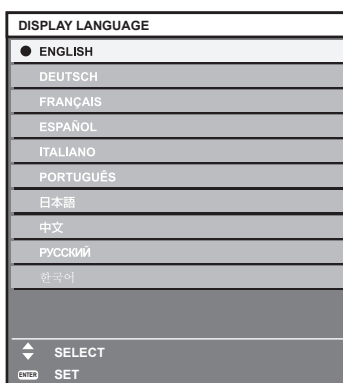 DISPLAY LANGUAGE
ENGLISH
DEUTSCH
FRANÇAIS
ESPAÑOL
ITALIANO
PORTUGUÊS
日本語
中文
РУССКИЙ
한국어
SELECT
ENTER SET